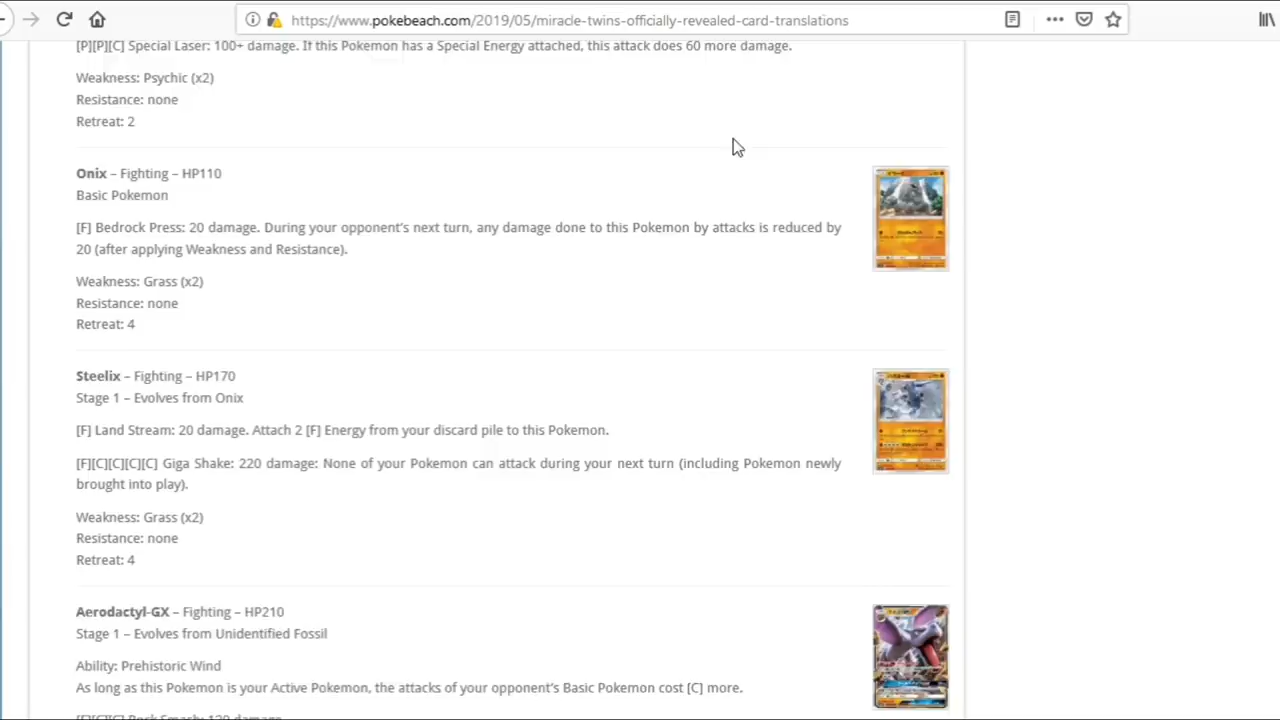 https://www.pokebeach.com/2019/05/miracle-twins-officially-revealed-card-translations
[P][P][C] Special Laser: 100+ damage. If this Pokemon has a Special Energy attached, this attack does 60 more damage.
Weakness: Psychic (x2)
Resistance: none
Retreat: 2
Onix – Fighting – HP110
Basic Pokemon
[F] Bedrock Press: 20 damage. During your opponent's next turn, any damage done to this Pokemon by attacks is reduced by
20 (after applying Weakness and Resistance).
Weakness: Grass (x2)
Resistance: none
Retreat: 4
Steelix – Fighting – HP170
Stage 1 – Evolves from Onix
[F] Land Stream: 20 damage. Attach 2 [F] Energy from your discard pile to this Pokemon.
[F][C][C][C][C] Giga Shake: 220 damage: None of your Pokemon can attack during your next turn (including Pokemon newly
brought into play).
Weakness: Grass (x2)
Resistance: none
Retreat: 4
Aerodactyl-GX – Fighting – HP210
Stage 1 – Evolves from Unidentified Fossil
Ability: Prehistoric Wind
As long as this Pokemon is your Active Pokemon, the attacks of your opponent's Basic Pokemon cost [C] more.
[F][C][C] Rock Smash: 120 damage